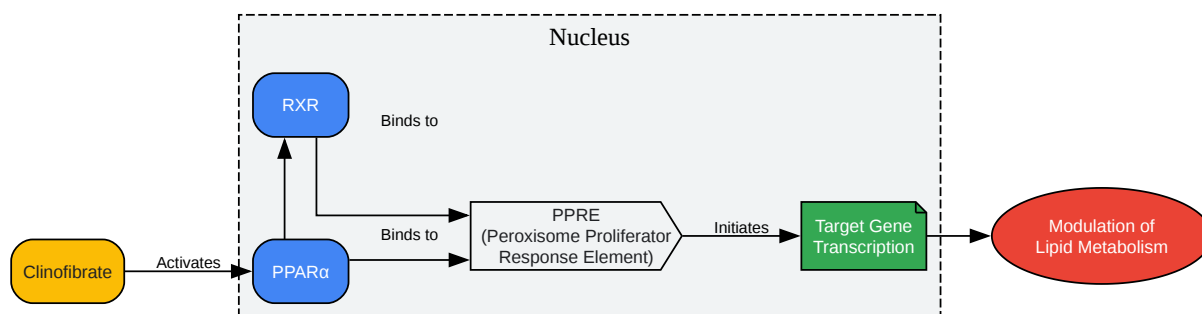 Nucleus
RXR
Binds to
PPRE
(Peroxisome Proliferator
Response Element)
Binds to
Initiates
Target Gene
Transcription
Modulation of
Lipid Metabolism
Clinofibrate
Activates
PPARα